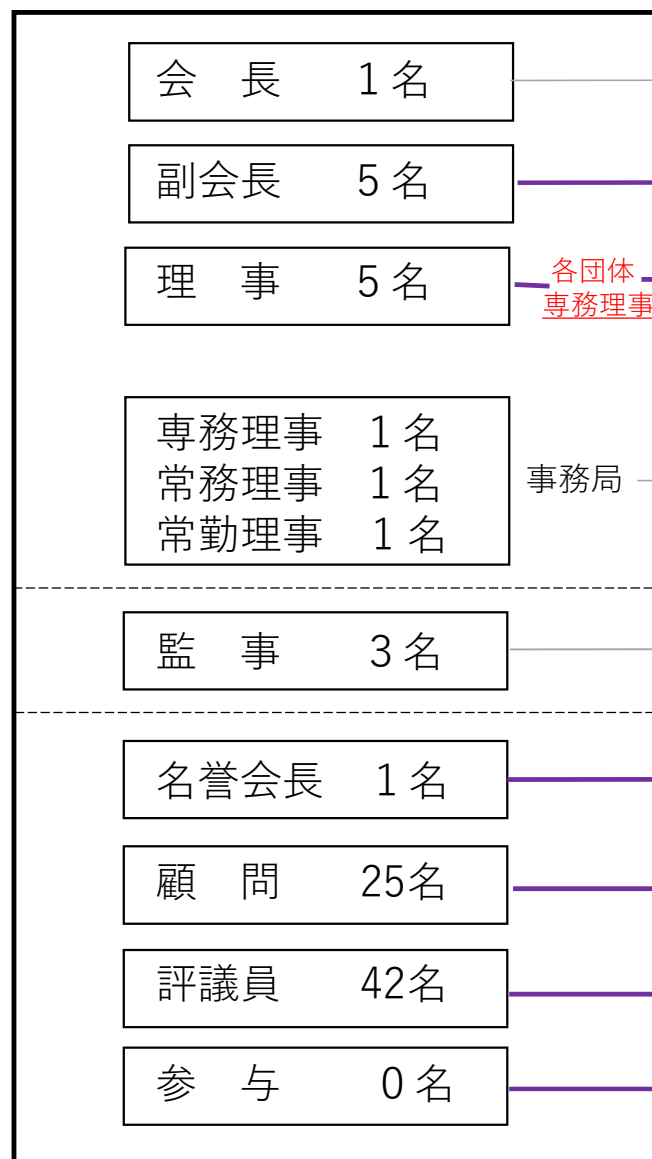 会　長　　1名
副会長　　5名
理　事　　5名
各団体
専務理事
専務理事　1名
常務理事　1名
常勤理事　1名
事務局
監　事　　3名
名誉会長　1名
顧　問　　25名
評議員　　42名
参　与　　0名